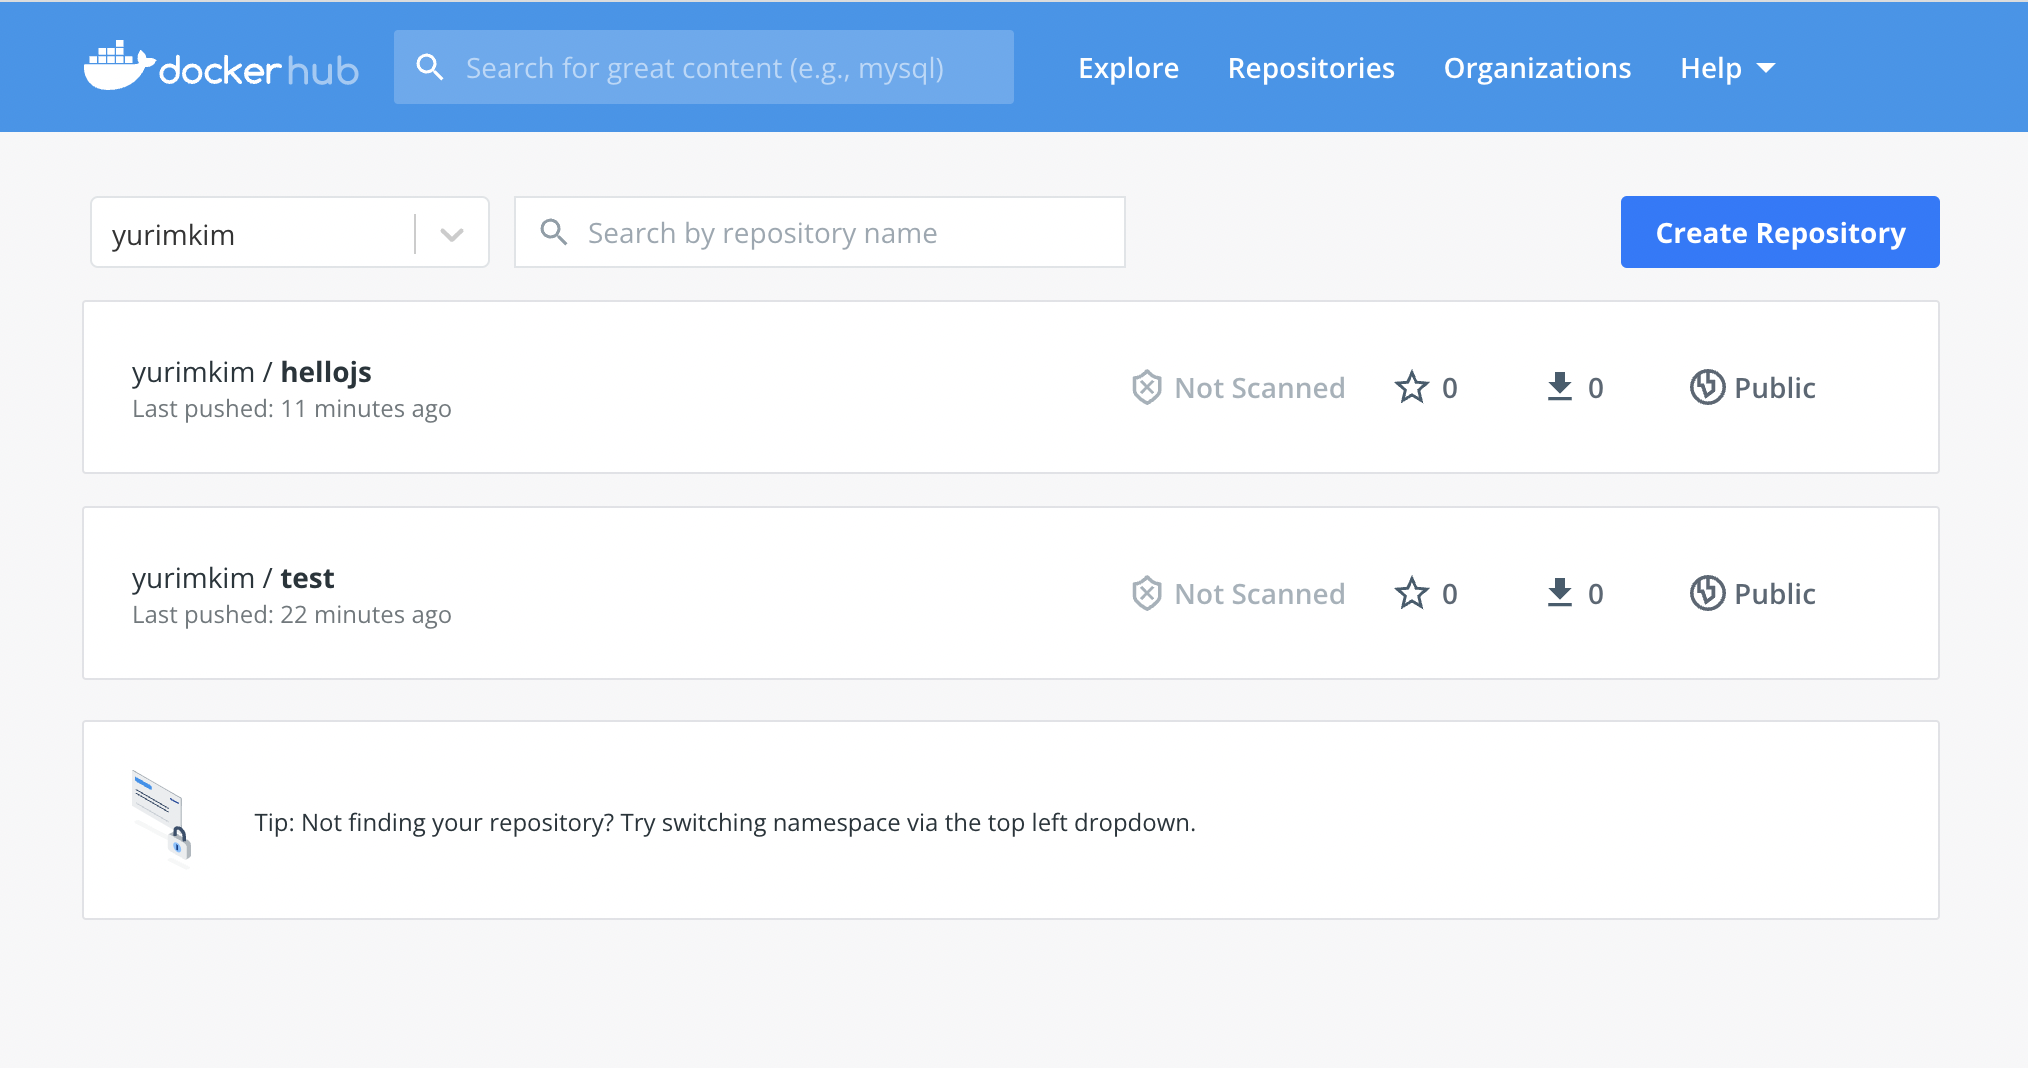 docker hub
Search for great content (e.g., mysql)
Explore
Repositories
Organizations
Help
yurimkim
Search by repository name
Create Repository
yurimkim / hellojs
Last pushed: 11 minutes ago
Not Scanned
0
0
Public
yurimkim / test
Last pushed: 22 minutes ago
Not Scanned
0
0
Public
Tip: Not finding your repository? Try switching namespace via the top left dropdown.